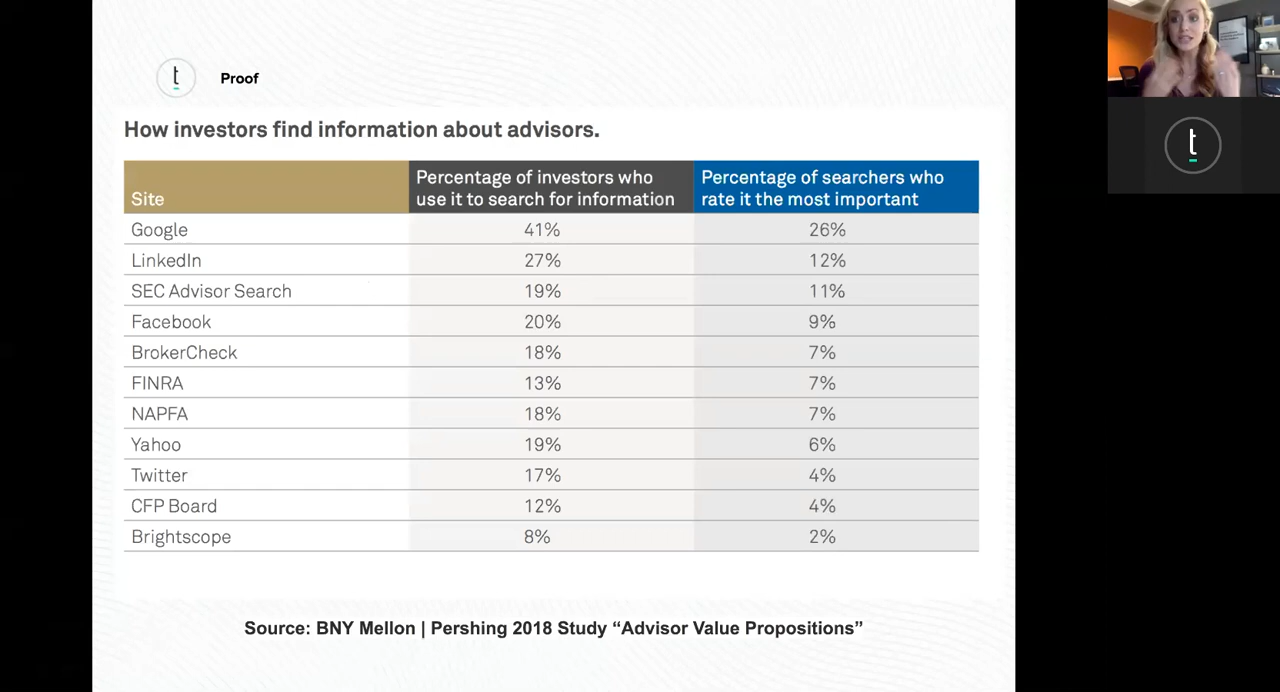 t
Proof
How investors find information about advisors.
Site
Percentage of investors who
use it to search for information
Percentage of searchers who
rate it the most important
Google 41% 26%
LinkedIn 27% 12%
SEC Advisor Search 19% 11%
Facebook 20% 9%
BrokerCheck 18% 7%
FINRA 13% 7%
NAPFA 18% 7%
Yahoo 19% 6%
Twitter 17% 4%
CFP Board 12% 4%
Brightscope 8% 2%
Source: BNY Mellon | Pershing 2018 Study “Advisor Value Propositions”
t